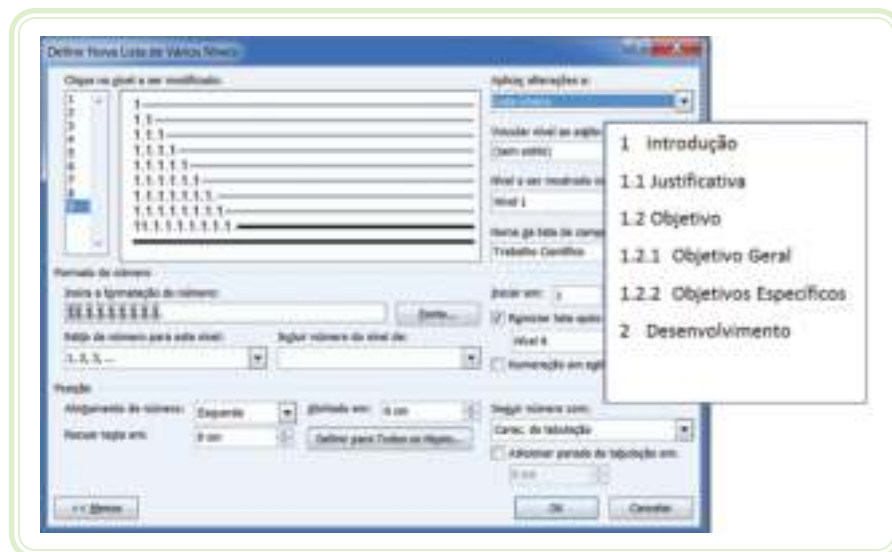 Definir Nova Lista de Vários Níveis
Clique no nível a ser modificado:
1
2
3
4
5
6
7
8
9
1
1.1
1.1.1
1.1.1.1
1.1.1.1.1
1.1.1.1.1.1
1.1.1.1.1.1.1.
1.1.1.1.1.1.1.1
11.1.1.1.1.1.1.1.1
Aplicar alterações a:
Vincular nível ao estilo:
(sem estilo)
Nível a ser mostrado
Nível 1
Nome da lista de campo
Trabalho Científico
1 Introdução
1.1 Justificativa
1.2 Objetivo
1.2.1 Objetivo Geral
1.2.2 Objetivos Específicos
2 Desenvolvimento
Formato do número
Insira a formatação do número:
Fonte...
Estilo de número para este nível:
1, 2, 3, ...
Incluir número do nível de:
Iniciar em: 1
Reiniciar lista após
Nível 8
Numeração em
Posição
Alinhamento do número: Esquerda
Alinhado em: 0 cm
Recuar texto em: 0 cm
Definir para Todos os Níveis...
Seguir número com:
Carac. de tabulação
Adicionar parada de tabulação em:
0 cm
<< Menos
OK
Cancelar